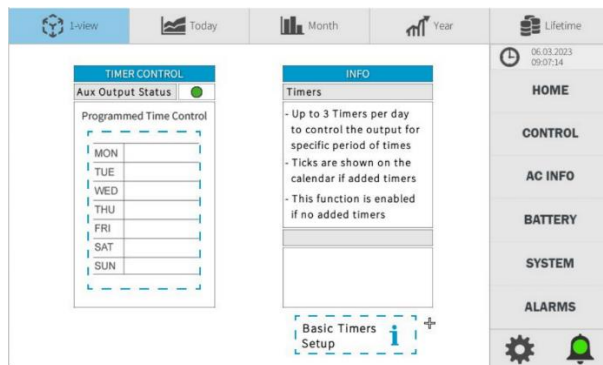 1-view
Today
Month
Year
Lifetime
06.03.2023
09:07:14
TIMER CONTROL
Aux Output Status
Programmed Time Control
MON
TUE
WED
THU
FRI
SAT
SUN
INFO
Timers
- Up to 3 Timers per day
to control the output for
specific period of times
- Ticks are shown on the
calendar if added timers
- This function is enabled
if no added timers
Basic Timers
Setup
i
HOME
CONTROL
AC INFO
BATTERY
SYSTEM
ALARMS